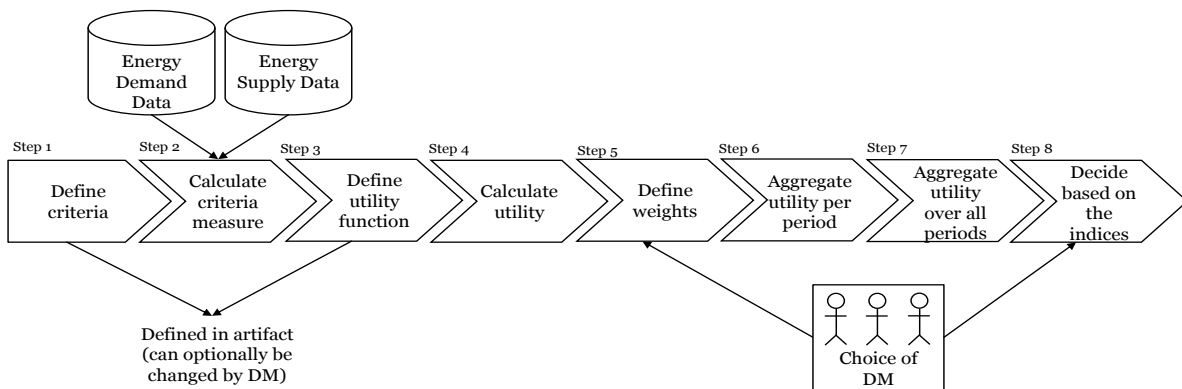 Energy
Demand
Data
Energy
Supply Data
Step 1
Step 2
Step 3
Step 4
Step 5
Step 6
Step 7
Step 8
Define
criteria
Calculate
criteria
measure
Define
utility
function
Calculate
utility
Define
weights
Aggregate
utility per
period
Aggregate
utility
over all
periods
Decide
based on
the
indices
Defined in artifact
(can optionally be
changed by DM)
Choice of
DM